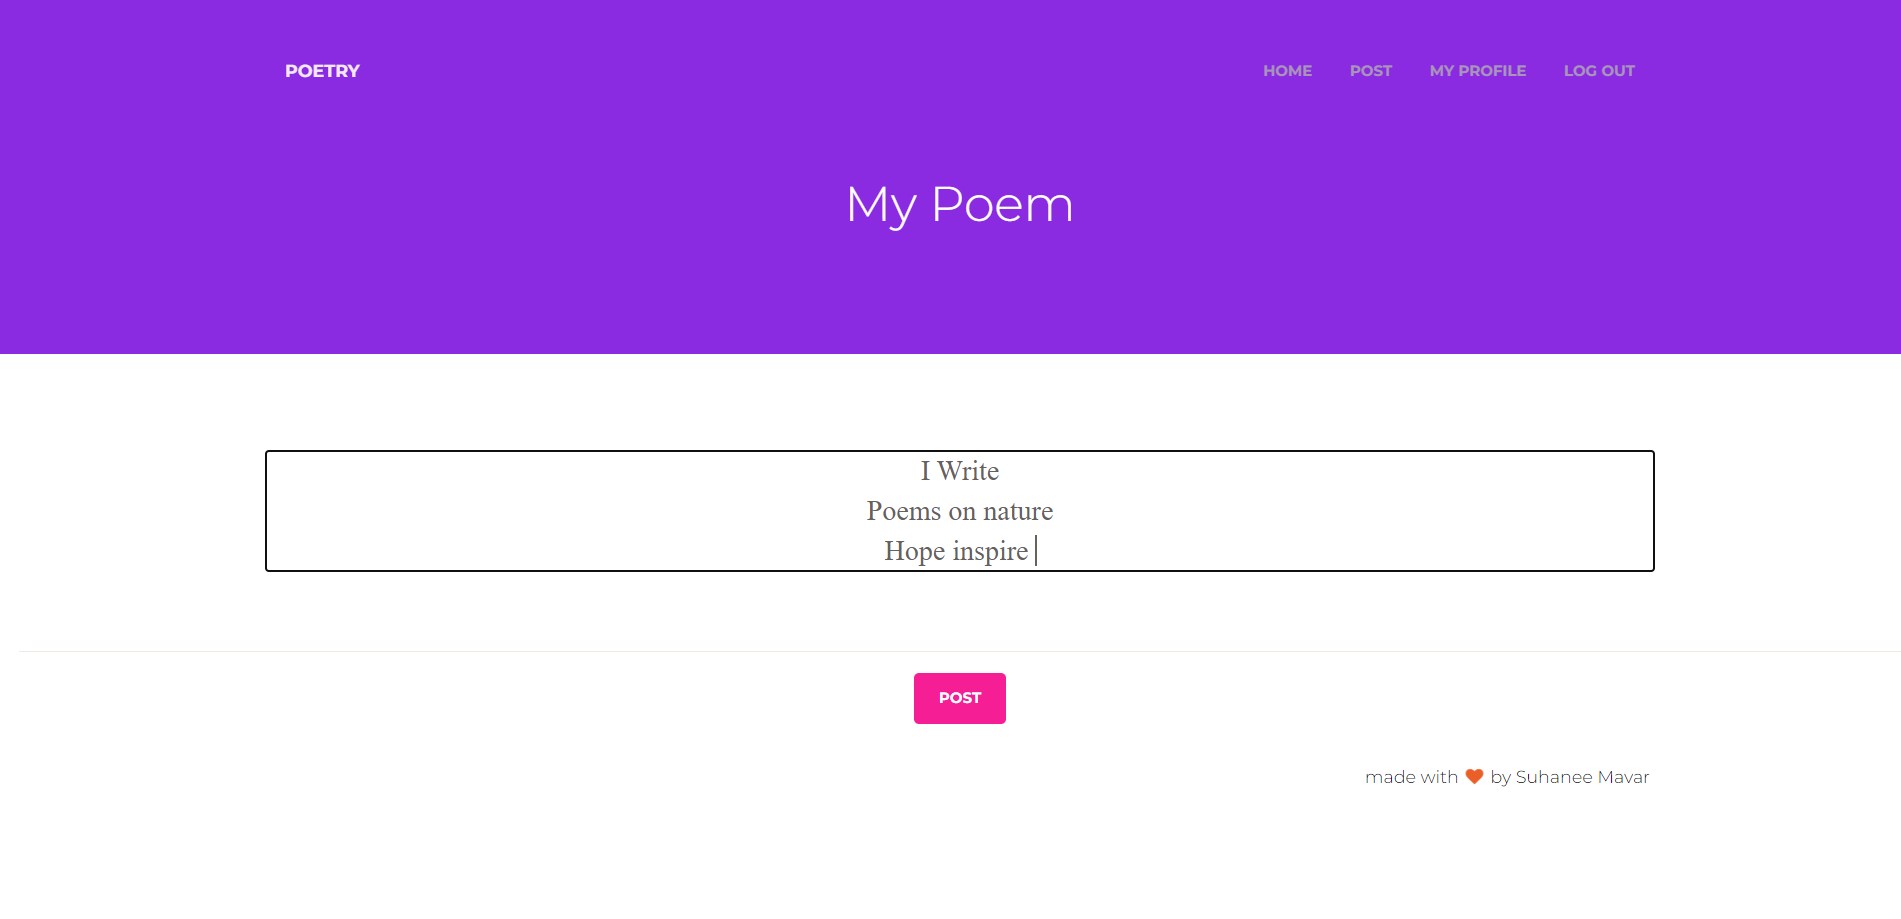 POETRY
HOME POST MY PROFILE LOG OUT
My Poem
I Write
Poems on nature
Hope inspire
POST
made with by Suhanee Mavar